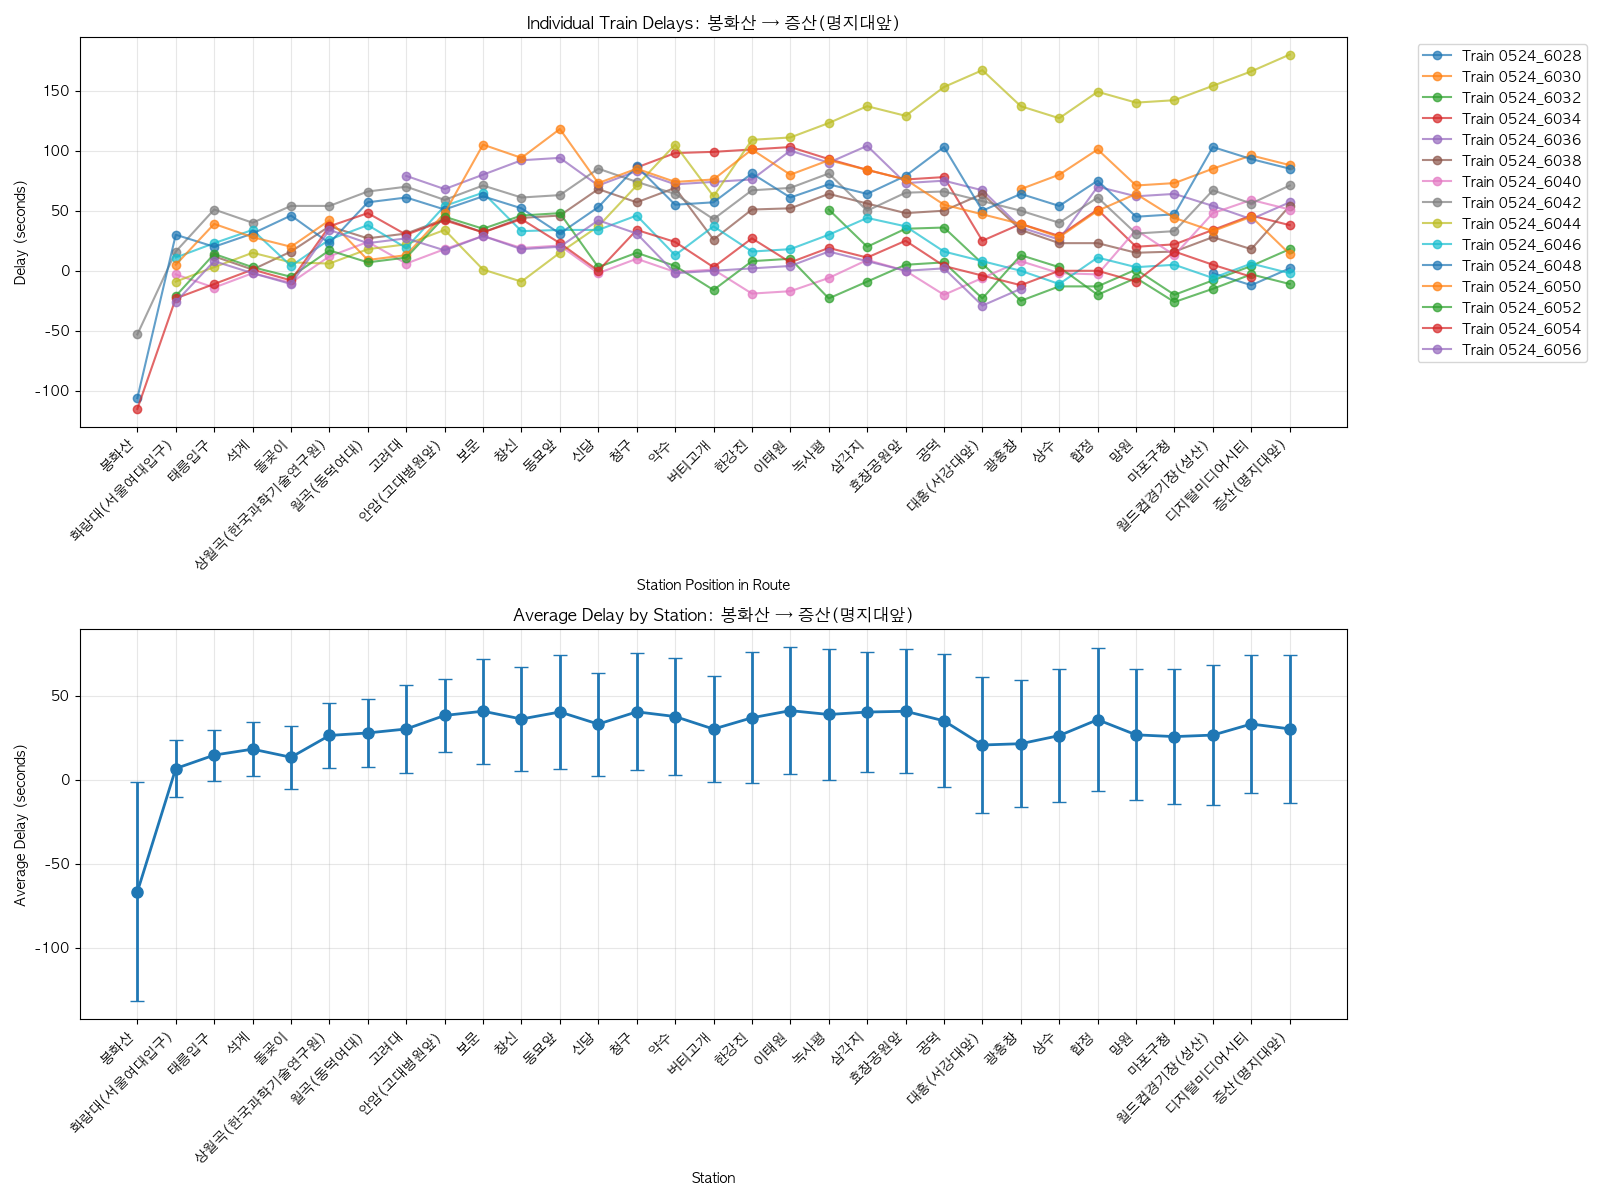 Individual Train Delays: 봉화산 → 증산(명지대앞)
Delay (seconds)
150
100
50
0
-50
-100
봉화산
화랑대(서울여대입구)
태릉입구
석계
돌곶이
상월곡(한국과학기술연구원)
월곡(동덕여대)
고려대
안암(고대병원앞)
보문
창신
동묘앞
신당
청구
약수
버티고개
한강진
이태원
녹사평
삼각지
효창공원앞
공덕
대흥(서강대앞)
광흥창
상수
합정
망원
마포구청
월드컵경기장(성산)
디지털미디어시티
증산(명지대앞)
Station Position in Route
Train 0524_6028
Train 0524_6030
Train 0524_6032
Train 0524_6034
Train 0524_6036
Train 0524_6038
Train 0524_6040
Train 0524_6042
Train 0524_6044
Train 0524_6046
Train 0524_6048
Train 0524_6050
Train 0524_6052
Train 0524_6054
Train 0524_6056
Average Delay by Station: 봉화산 → 증산(명지대앞)
Average Delay (seconds)
50
0
-50
-100
봉화산
화랑대(서울여대입구)
태릉입구
석계
돌곶이
상월곡(한국과학기술연구원)
월곡(동덕여대)
고려대
안암(고대병원앞)
보문
창신
동묘앞
신당
청구
약수
버티고개
한강진
이태원
녹사평
삼각지
효창공원앞
공덕
대흥(서강대앞)
광흥창
상수
합정
망원
마포구청
월드컵경기장(성산)
디지털미디어시티
증산(명지대앞)
Station